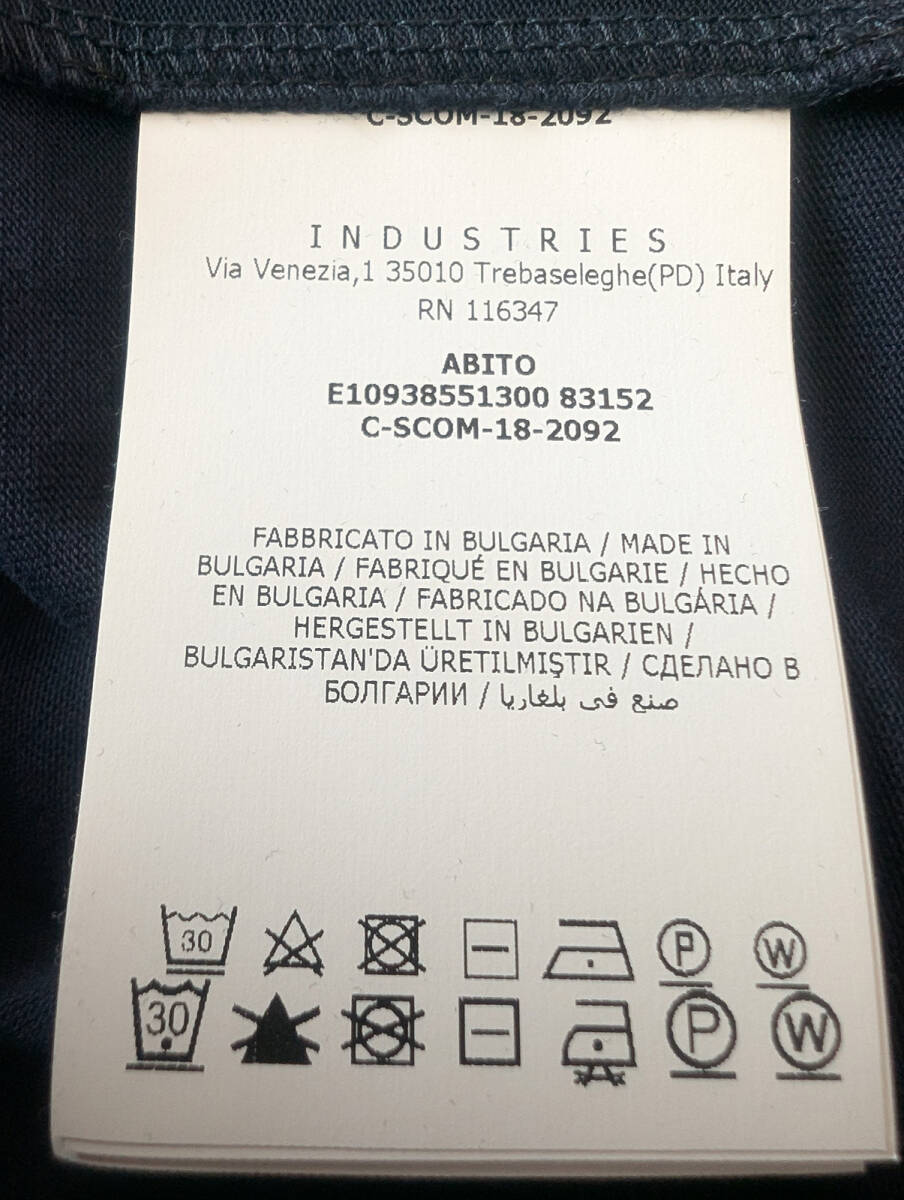 C-SCOM-18-2092
INDUSTRIES
Via Venezia,1 35010 Trebaseleghe(PD) Italy
RN 116347
ABITO
E10938551300 83152
C-SCOM-18-2092
FABBRICATO IN BULGARIA / MADE IN
BULGARIA / FABRIQUÉ EN BULGARIE / HECHO
EN BULGARIA / FABRICADO NA BULGÁRIA /
HERGESTELLT IN BULGARIEN /
BULGARISTAN'DA ÜRETILMIŞTIR / СДЕЛАНО В
БОЛГАРИИ / صنع في بلغاريا
30 P W
30 P W